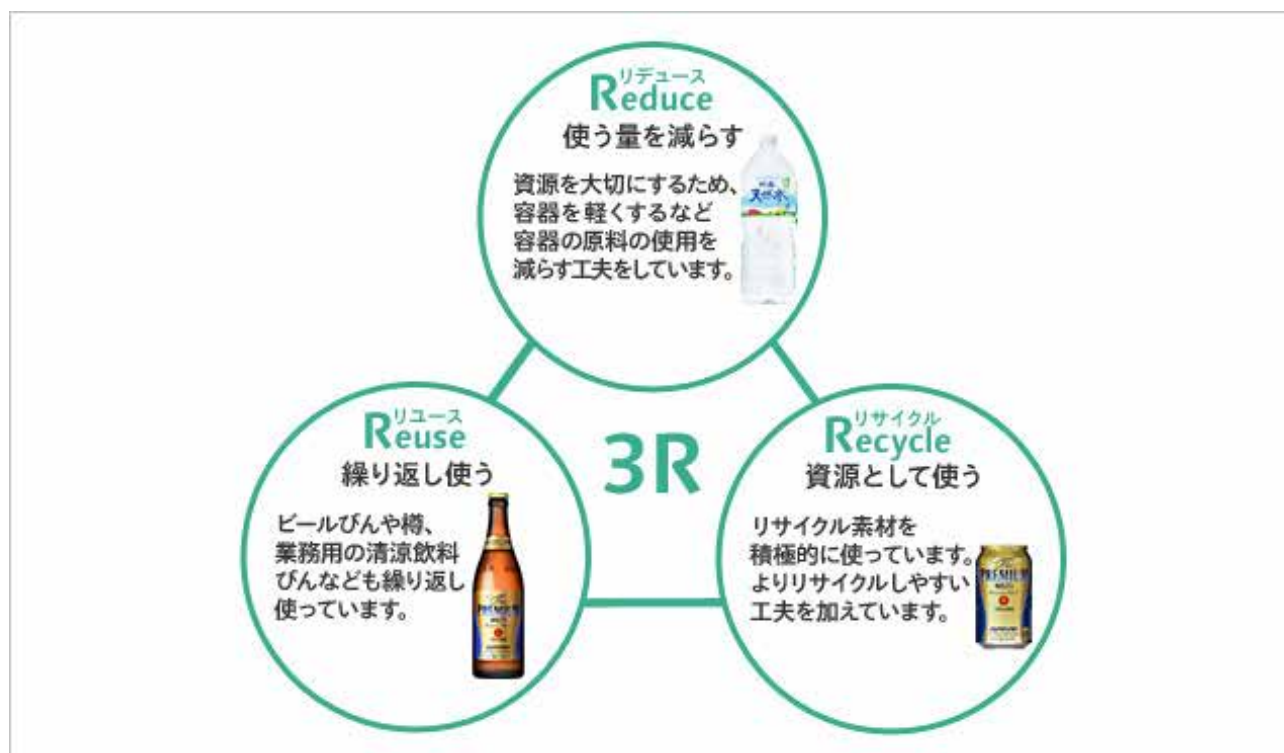 リデュース
Reduce
使う量を減らす
資源を大切にするため、
容器を軽くするなど
容器の原料の使用を
減らす工夫をしています。
天然水
3R
リユース
Reuse
繰り返し使う
ビールびんや樽、
業務用の清涼飲料
びんなども繰り返し
使っています。
PREMIUM
リサイクル
Recycle
資源として使う
リサイクル素材を
積極的に使っています。
よりリサイクルしやすい
工夫を加えています。
The
PREMIUM
MALT'S